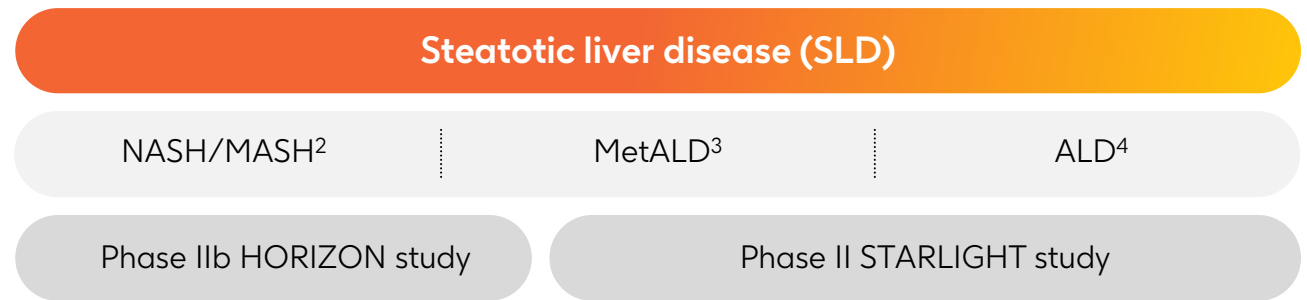 Steatotic liver disease (SLD)
NASH/MASH² MetALD³ ALD⁴
Phase IIb HORIZON study Phase II STARLIGHT study